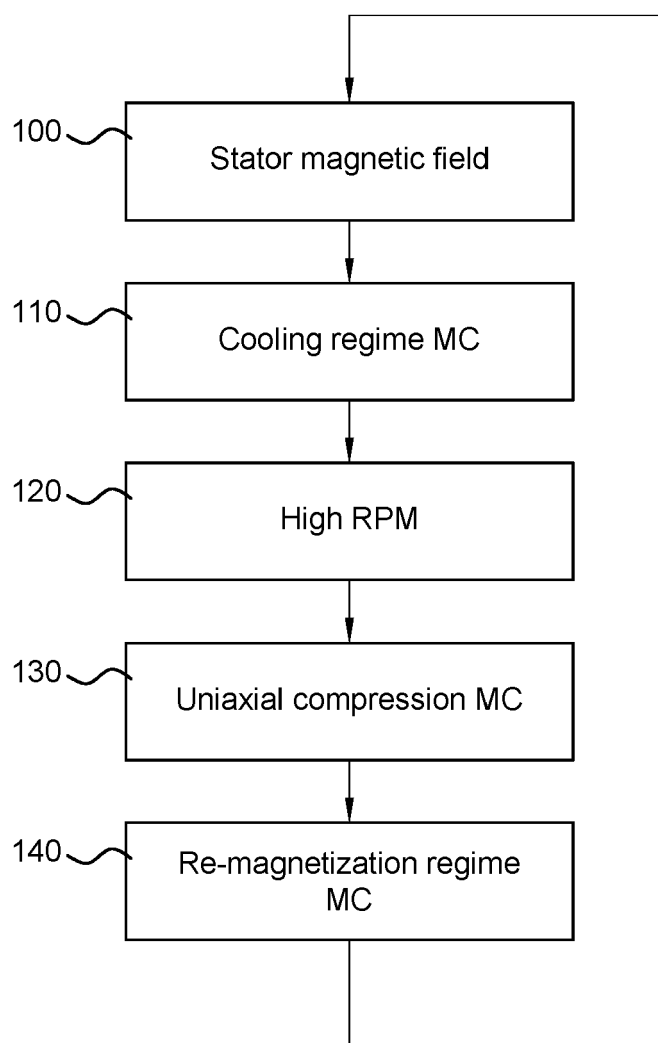 100
Stator magnetic field
110
Cooling regime MC
120
High RPM
130
Uniaxial compression MC
140
Re-magnetization regime
MC